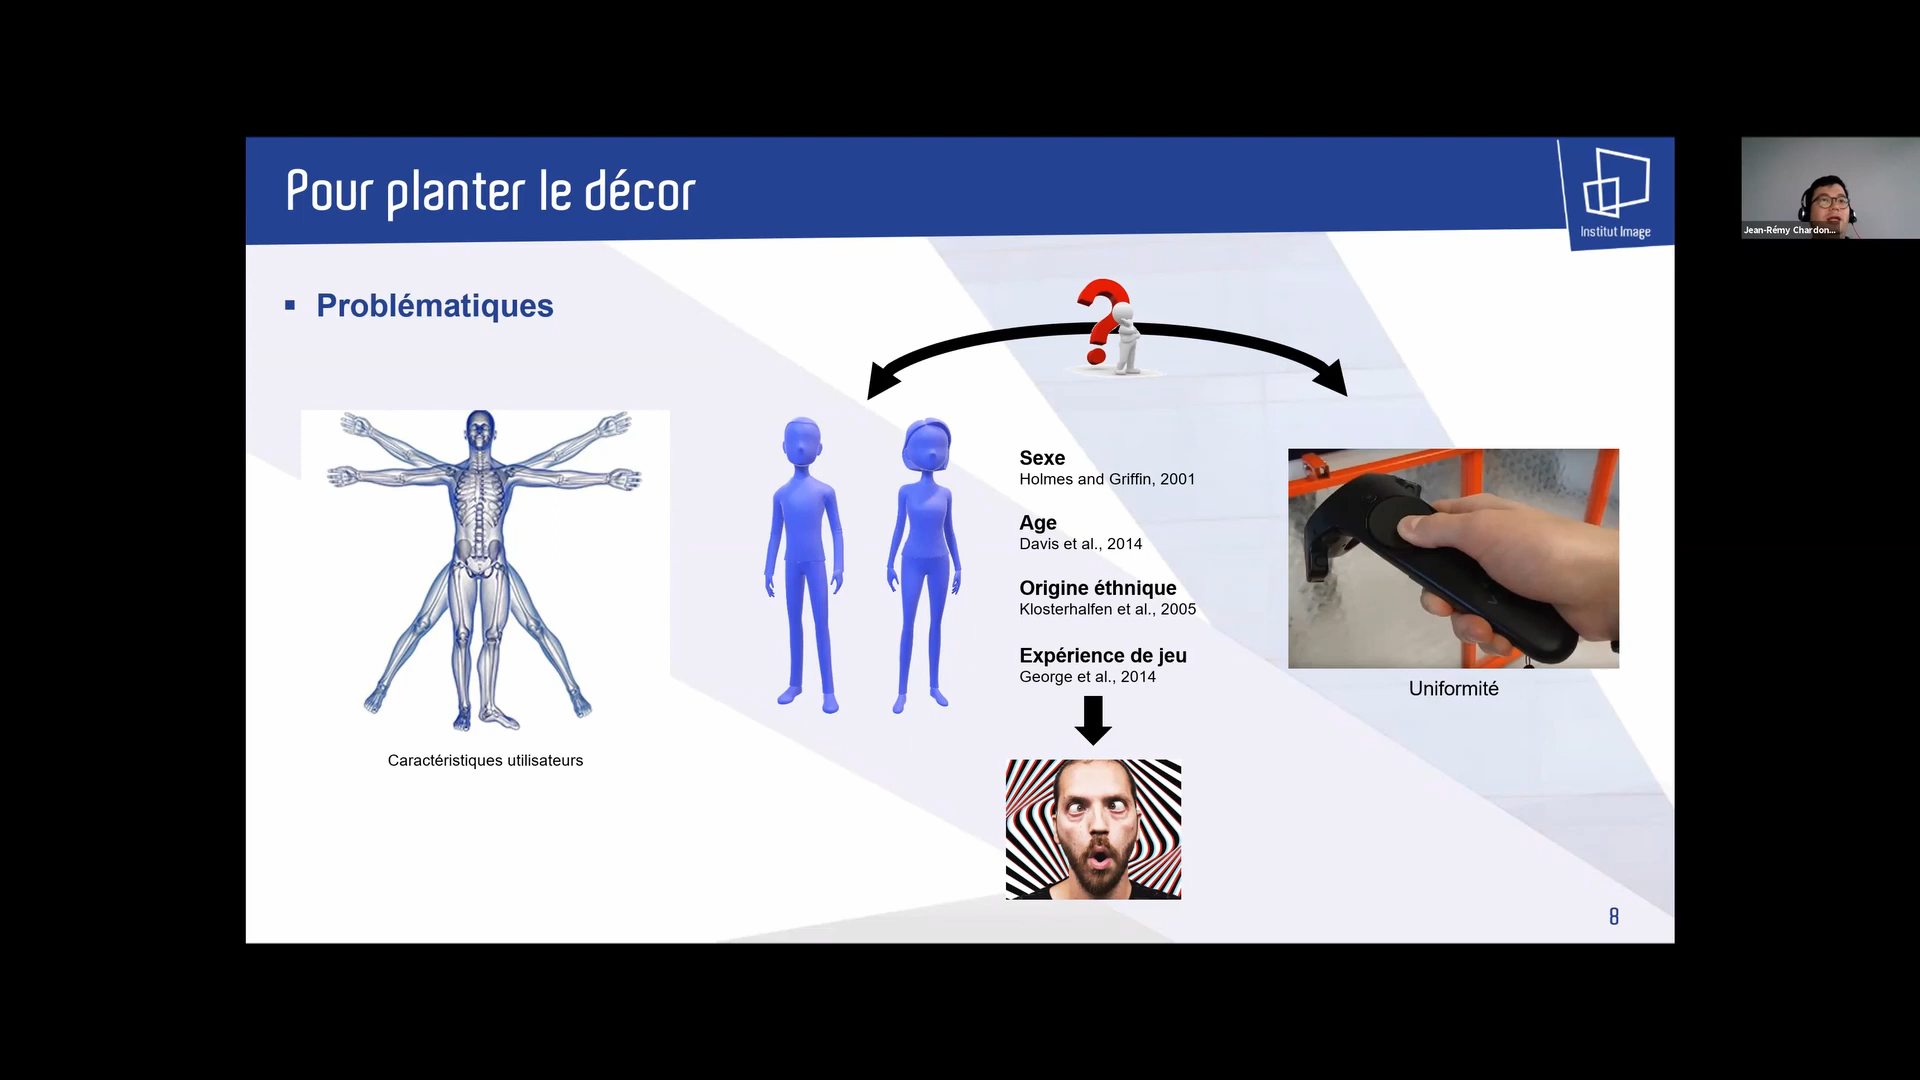 Pour planter le décor
Institut Image
Jean-Rémy Chardon...
▪ Problématiques
Sexe
Holmes and Griffin, 2001
Age
Davis et al., 2014
Origine éthnique
Klosterhalfen et al., 2005
Expérience de jeu
George et al., 2014
Uniformité
Caractéristiques utilisateurs
8